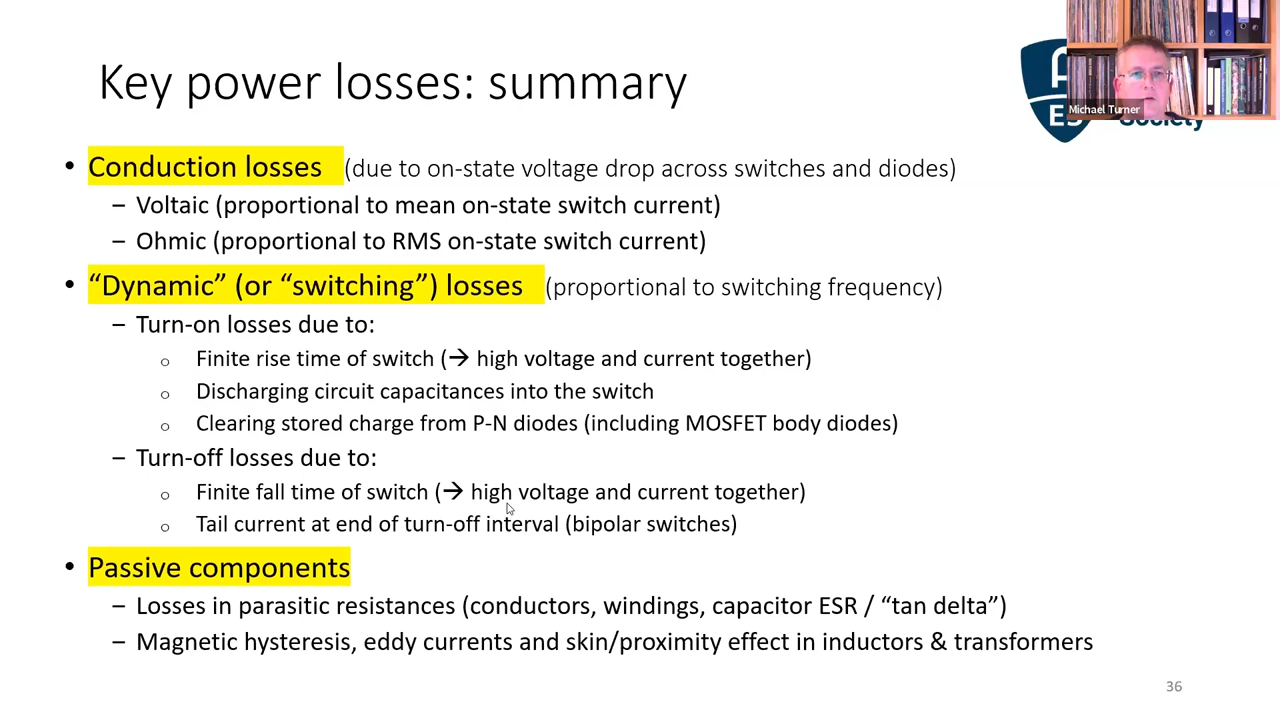 Key power losses: summary
Michael Turner
ES
Society
• Conduction losses (due to on-state voltage drop across switches and diodes)
– Voltaic (proportional to mean on-state switch current)
– Ohmic (proportional to RMS on-state switch current)
• “Dynamic” (or “switching”) losses (proportional to switching frequency)
– Turn-on losses due to:
o Finite rise time of switch (→ high voltage and current together)
o Discharging circuit capacitances into the switch
o Clearing stored charge from P-N diodes (including MOSFET body diodes)
– Turn-off losses due to:
o Finite fall time of switch (→ high voltage and current together)
o Tail current at end of turn-off interval (bipolar switches)
• Passive components
– Losses in parasitic resistances (conductors, windings, capacitor ESR / “tan delta”)
– Magnetic hysteresis, eddy currents and skin/proximity effect in inductors & transformers
36